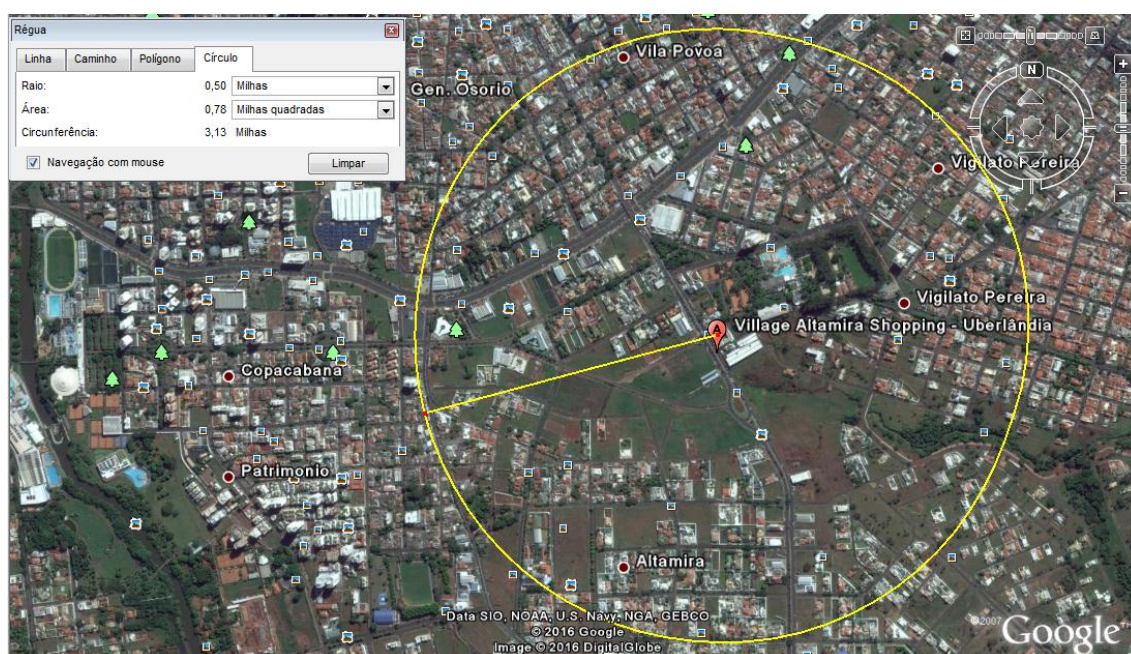 Régua
Linha Caminho Polígono Círculo
Raio: 0,50 Milhas
Área: 0,78 Milhas quadradas
Circunferência: 3,13 Milhas
Navegação com mouse Limpar
Vila Povoa
Gen. Osorio
N
Vigilato Pereira
Vigilato Pereira
A Village Altamira Shopping - Uberlândia
Copacabana
Patrimonio
Altamira
Data SIO, NOAA, U.S. Navy, NGA, GEBCO
© 2016 Google
Image © 2016 DigitalGlobe
©2007 Google